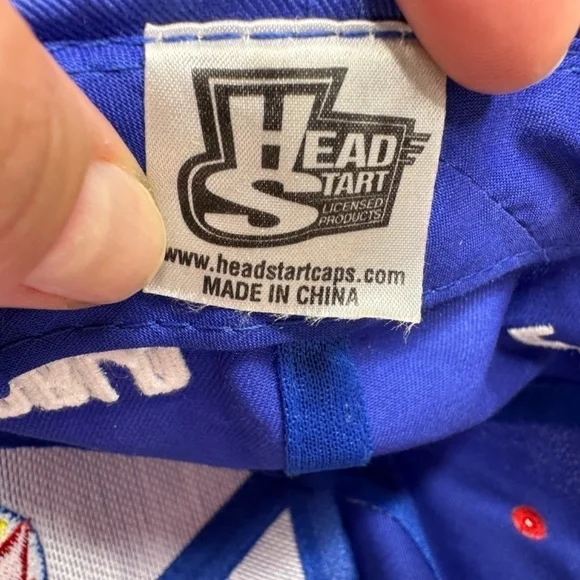 HEAD
START
LICENSED
PRODUCTS
www.headstartcaps.com
MADE IN CHINA